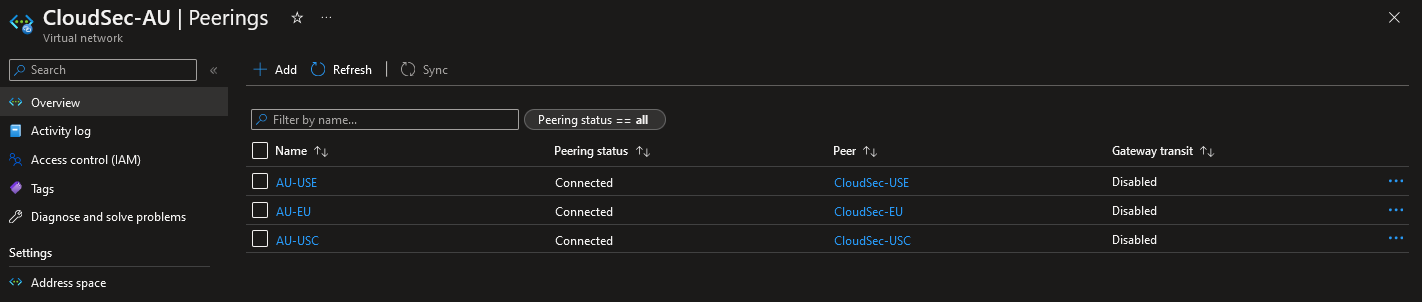 CloudSec-AU | Peerings ☆ ...
Virtual network
Search «
Overview
Activity log
Access control (IAM)
Tags
Diagnose and solve problems
Settings
Address space
+ Add Refresh | Sync
Filter by name... Peering status == all
Name ↑↓ Peering status ↑↓ Peer ↑↓ Gateway transit ↑↓
AU-USE Connected CloudSec-USE Disabled ...
AU-EU Connected CloudSec-EU Disabled ...
AU-USC Connected CloudSec-USC Disabled ...